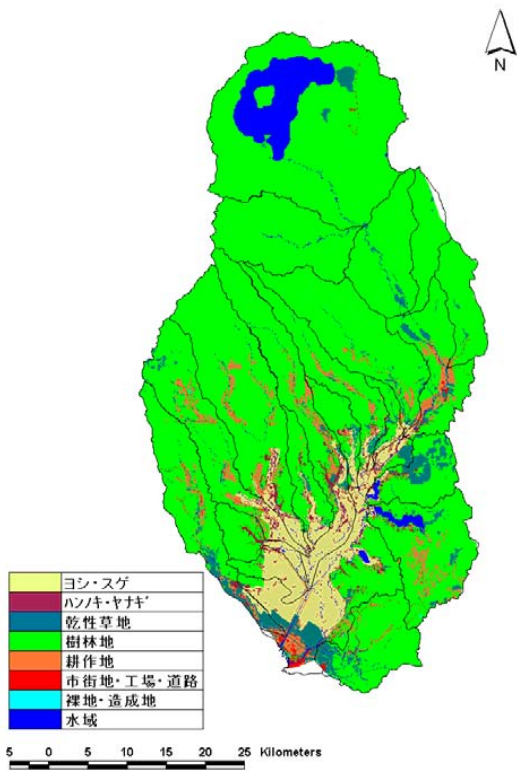 N
ヨシ・スゲ
ハンノキ・ヤナギ
乾性草地
樹林地
耕作地
市街地・工場・道路
裸地・造成地
水域
5 0 5 10 15 20 25 Kilometers